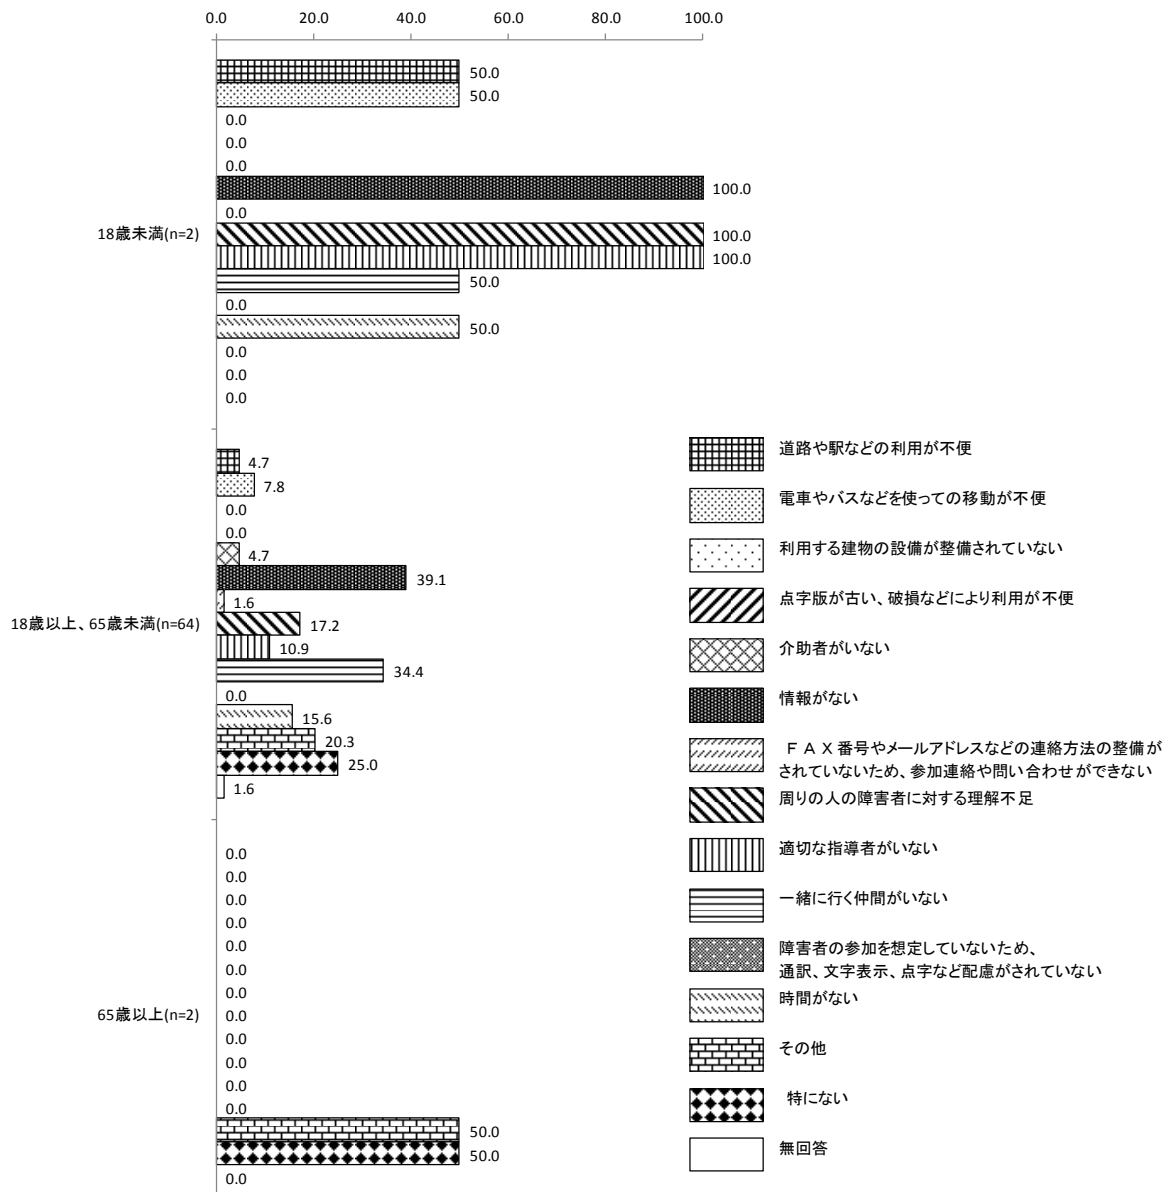 0.0 20.0 40.0 60.0 80.0 100.0
50.0
50.0
0.0
0.0
0.0
100.0
0.0
18歳未満(n=2)
100.0
100.0
50.0
0.0
50.0
0.0
0.0
0.0
4.7
7.8
0.0
0.0
4.7
39.1
1.6
18歳以上、65歳未満(n=64)
17.2
10.9
34.4
0.0
15.6
20.3
25.0
1.6
0.0
0.0
0.0
0.0
0.0
0.0
0.0
65歳以上(n=2)
0.0
0.0
0.0
0.0
0.0
50.0
50.0
0.0
道路や駅などの利用が不便
電車やバスなどを使っての移動が不便
利用する建物の設備が整備されていない
点字版が古い、破損などにより利用が不便
介助者がいない
情報がない
ＦＡＸ番号やメールアドレスなどの連絡方法の整備が
されていないため、参加連絡や問い合わせができない
周りの人の障害者に対する理解不足
適切な指導者がいない
一緒に行く仲間がいない
障害者の参加を想定していないため、
通訳、文字表示、点字など配慮がされていない
時間がない
その他
特にない
無回答